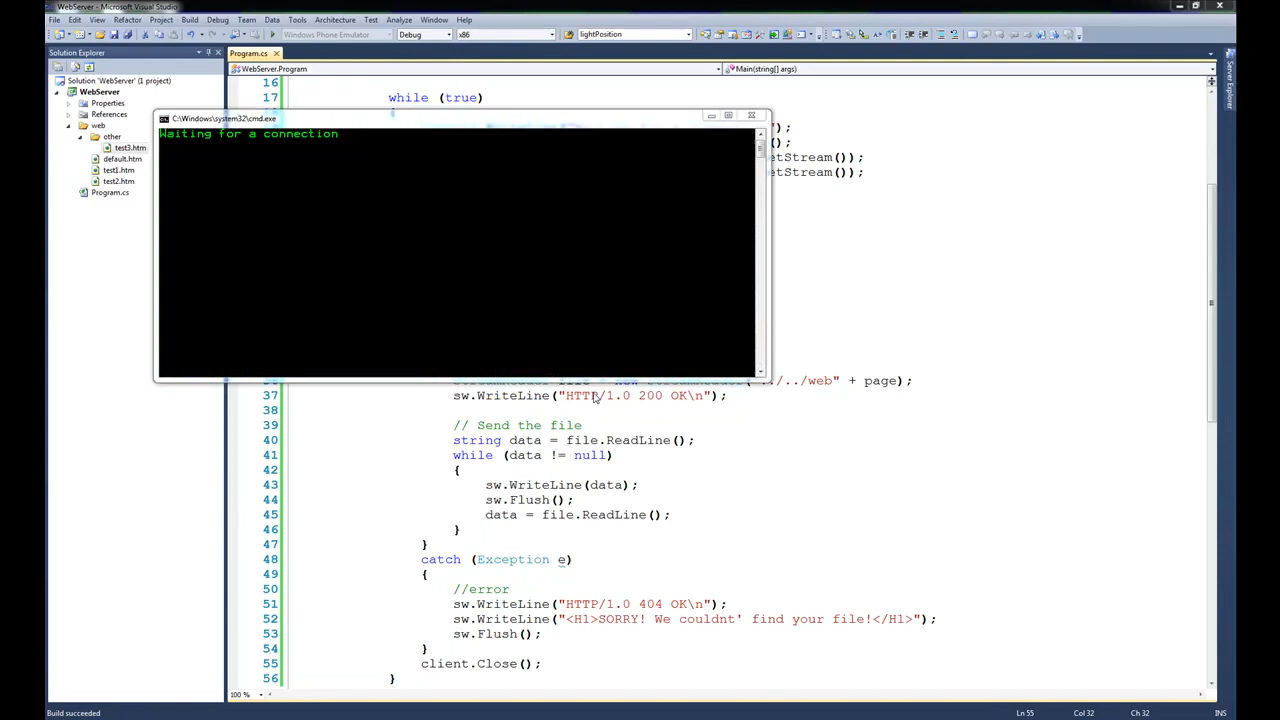 WebServer - Microsoft Visual Studio
File Edit View Refactor Project Build Debug Team Data Tools Architecture Test Analyze Window Help
Windows Phone Emulator Debug x86 lightPosition
Solution Explorer
Program.cs
Server Explorer
WebServer.Program
Main(string[] args)
Solution 'WebServer' (1 project)
WebServer
Properties
References
web
other
test3.htm
default.htm
test1.htm
test2.htm
Program.cs
16
17 while (true)
{
C:\Windows\system32\cmd.exe
Waiting for a connection
");
();
etStream());
etStream());
/../web" + page);
37 sw.WriteLine("HTTP/1.0 200 OK\n");
38
39 // Send the file
40 string data = file.ReadLine();
41 while (data != null)
42 {
43 sw.WriteLine(data);
44 sw.Flush();
45 data = file.ReadLine();
46 }
47 }
48 catch (Exception e)
49 {
50 //error
51 sw.WriteLine("HTTP/1.0 404 OK\n");
52 sw.WriteLine("<H1>SORRY! We couldnt' find your file!</H1>");
53 sw.Flush();
54 }
55 client.Close();
56 }
100 %
Build succeeded
Ln 55 Col 32 Ch 32 INS